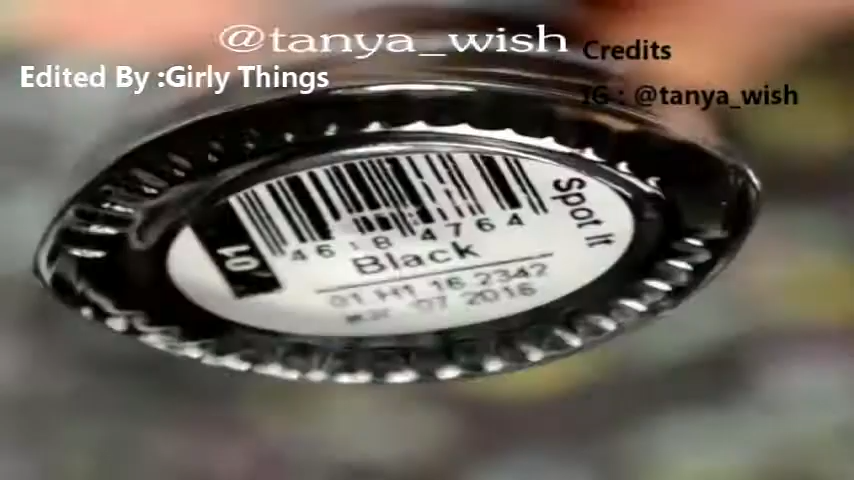 @tanya_wish
Credits
Edited By :Girly Things
IG : @tanya_wish
Spot It
01
4618 4764
Black
01 H1 16 2342
07 2016